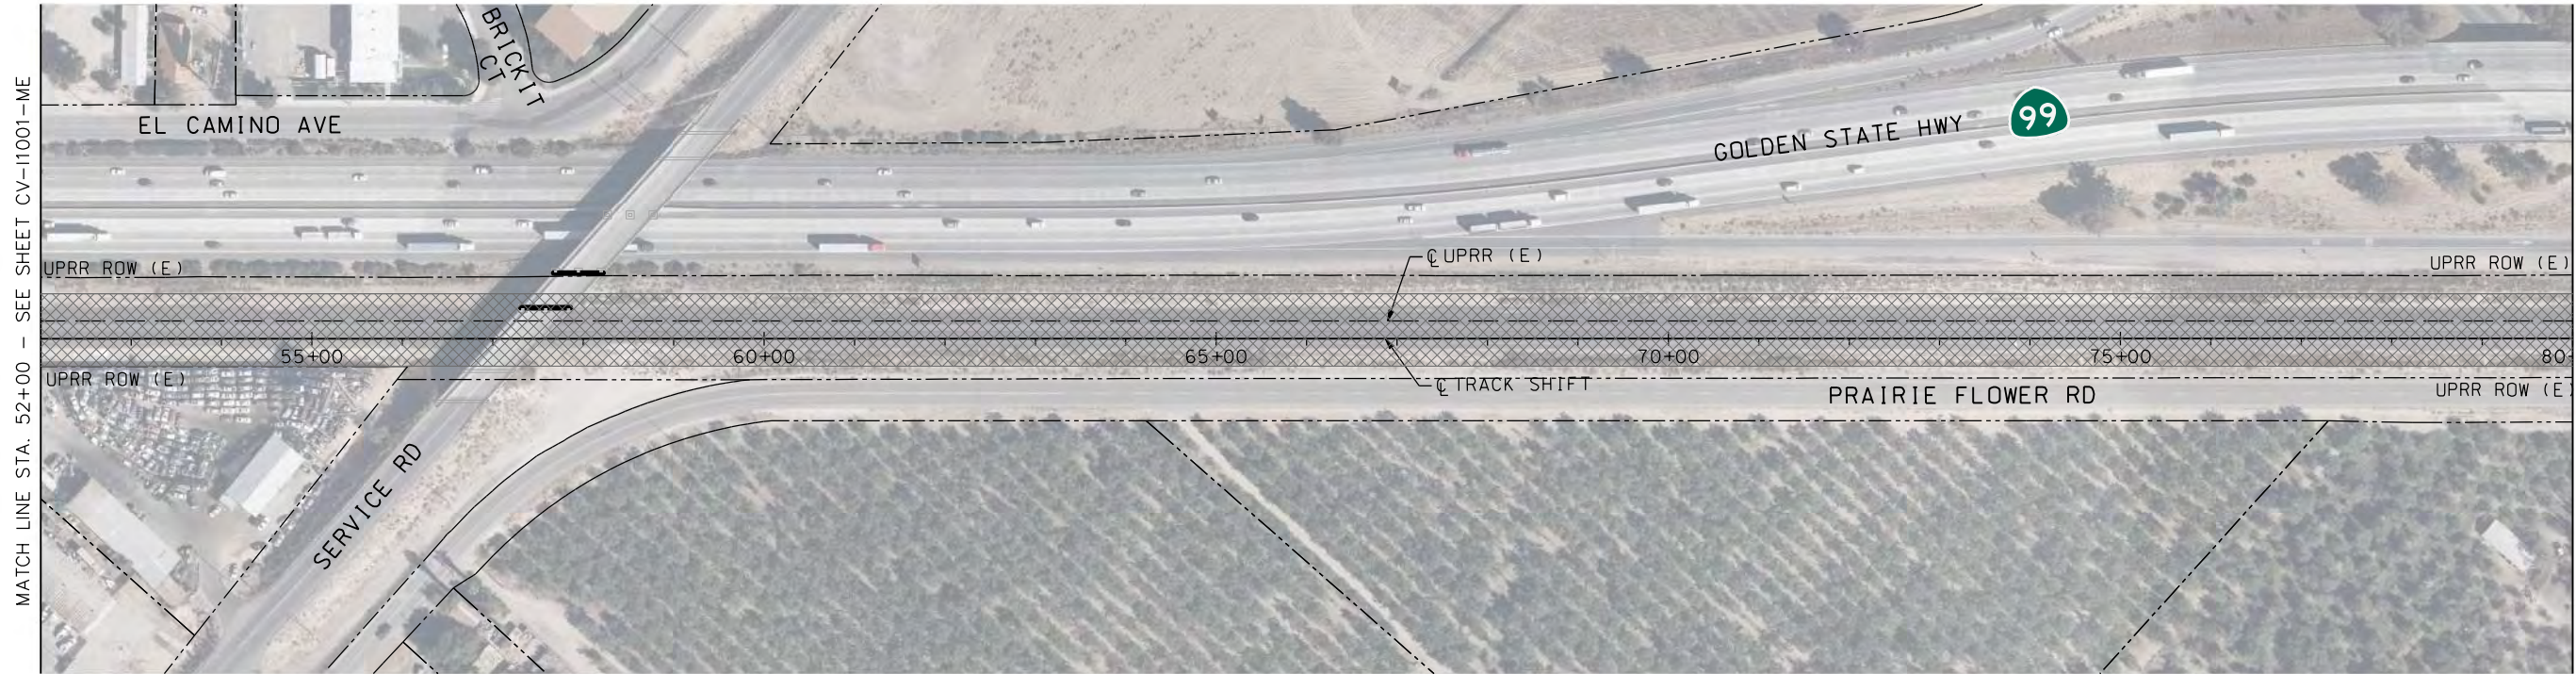 MATCH LINE STA. 52+00 - SEE SHEET CV-I1001-ME
BRICKIT
CT
EL CAMINO AVE
GOLDEN STATE HWY
99
UPRR ROW (E)
℄ UPRR (E)
UPRR ROW (E)
55+00
60+00
65+00
70+00
75+00
80
UPRR ROW (E)
℄ TRACK SHIFT
PRAIRIE FLOWER RD
UPRR ROW (E)
SERVICE RD